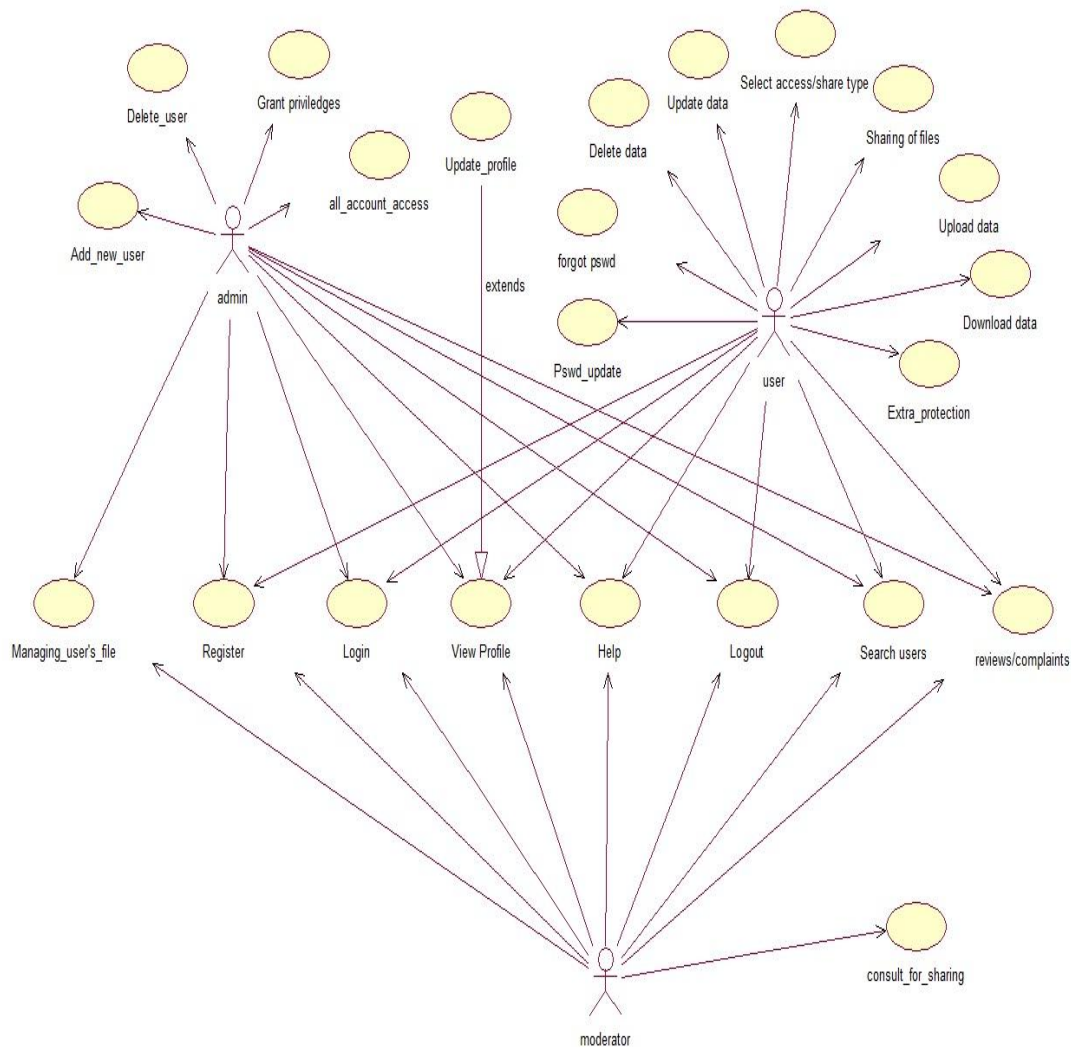 Select access/share type
Grant priviledges
Update data
Delete_user
Sharing of files
Delete data
Update_profile
all_account_access
Upload data
Add_new_user
forgot pswd
extends
admin
Download data
Pswd_update
user
Extra_protection
Managing_user's_file
Register
Login
View Profile
Help
Logout
Search users
reviews/complaints
consult_for_sharing
moderator